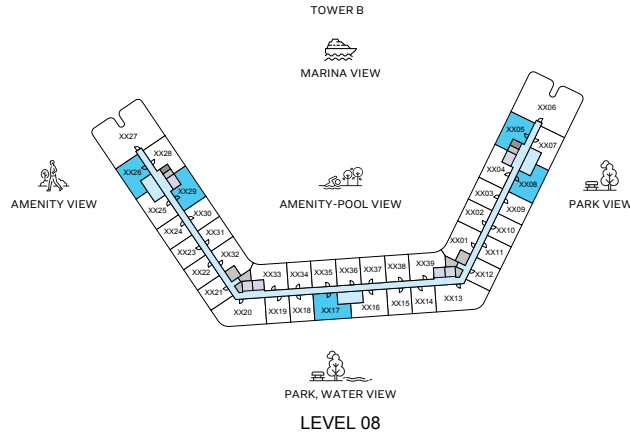 TOWER B
MARINA VIEW
XX06
XX27
XX05
XX07
XX28
XX04
XX26
XX08
XX29
XX03
AMENITY VIEW
AMENITY-POOL VIEW
PARK VIEW
XX25
XX30
XX02
XX09
XX24
XX31
XX01
XX10
XX23
XX32
XX11
XX22
XX33
XX34
XX35
XX36
XX37
XX38
XX39
XX12
XX21
XX20
XX19
XX18
XX17
XX16
XX15
XX14
XX13
PARK, WATER VIEW
LEVEL 08